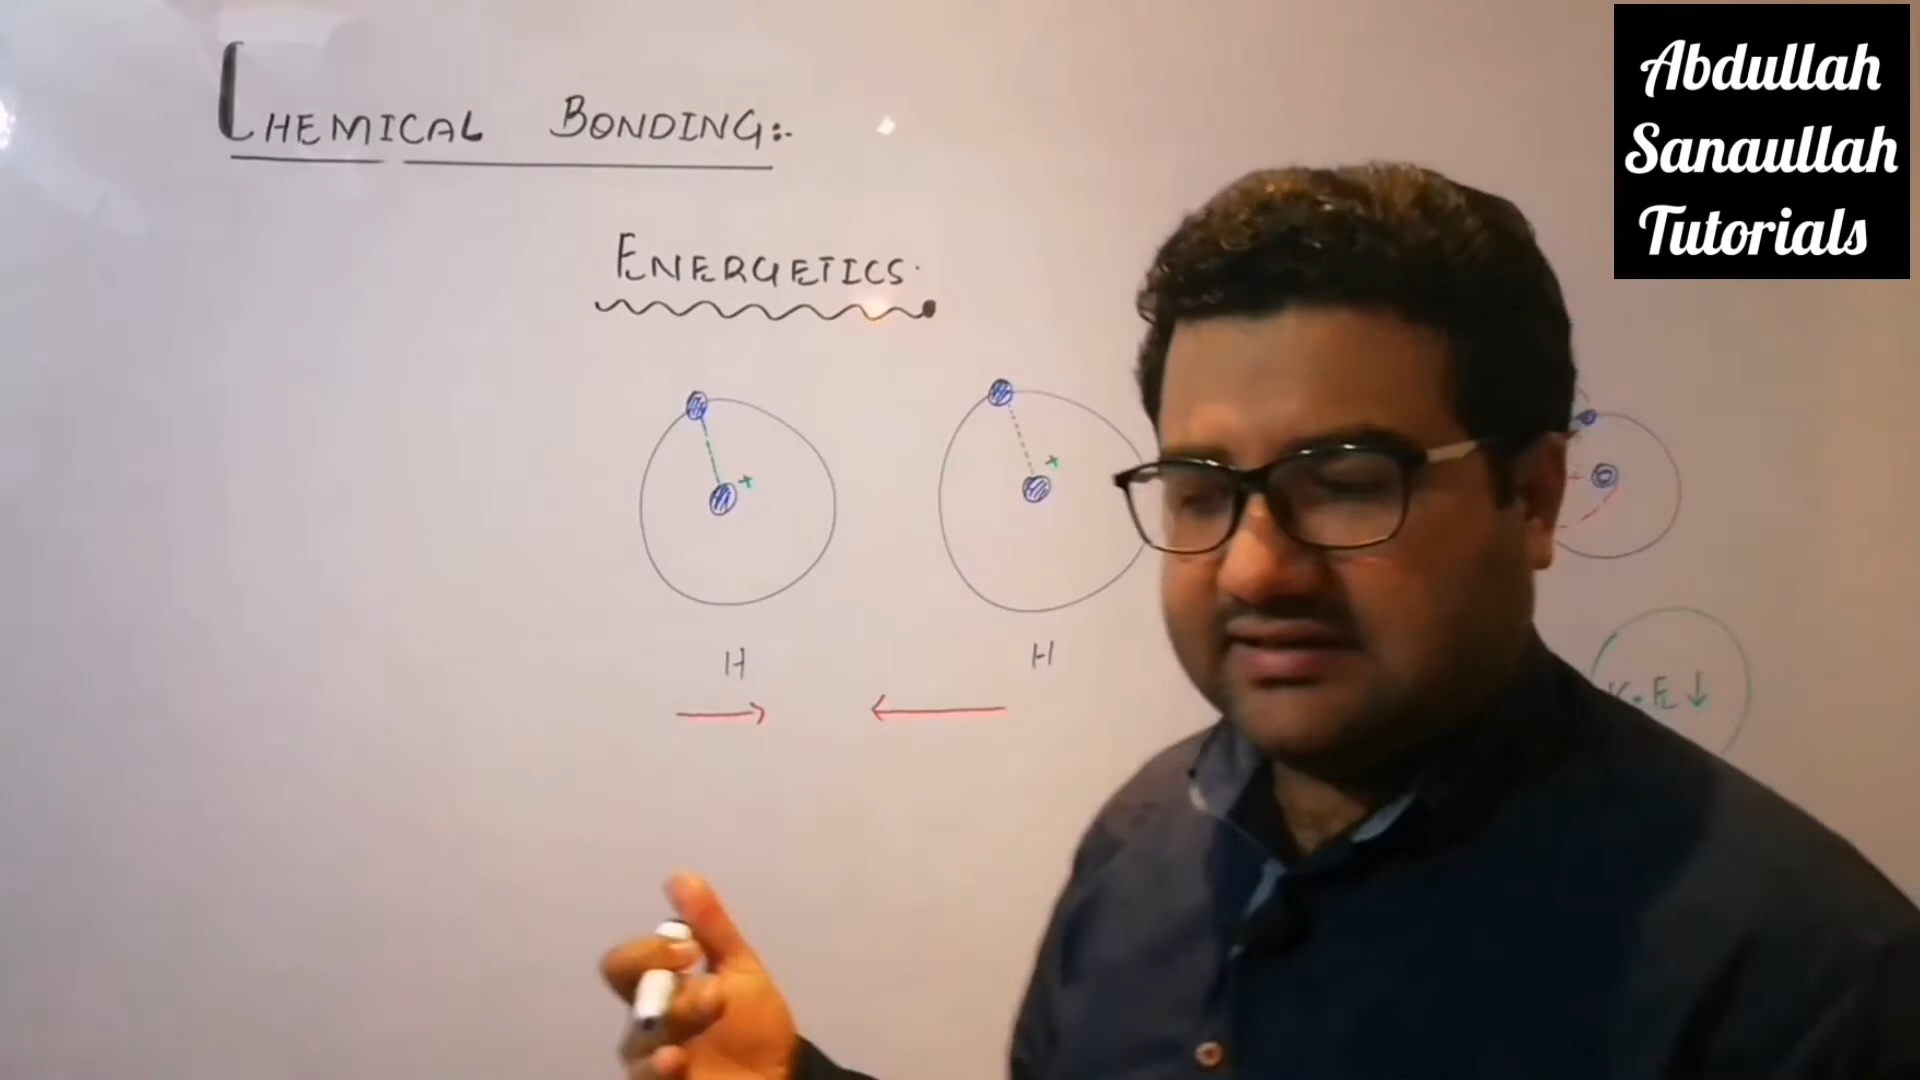 CHEMICAL BONDING:-
ENERGETICS.
+
+
H
H
K.E ↓
Abdullah
Sanaullah
Tutorials